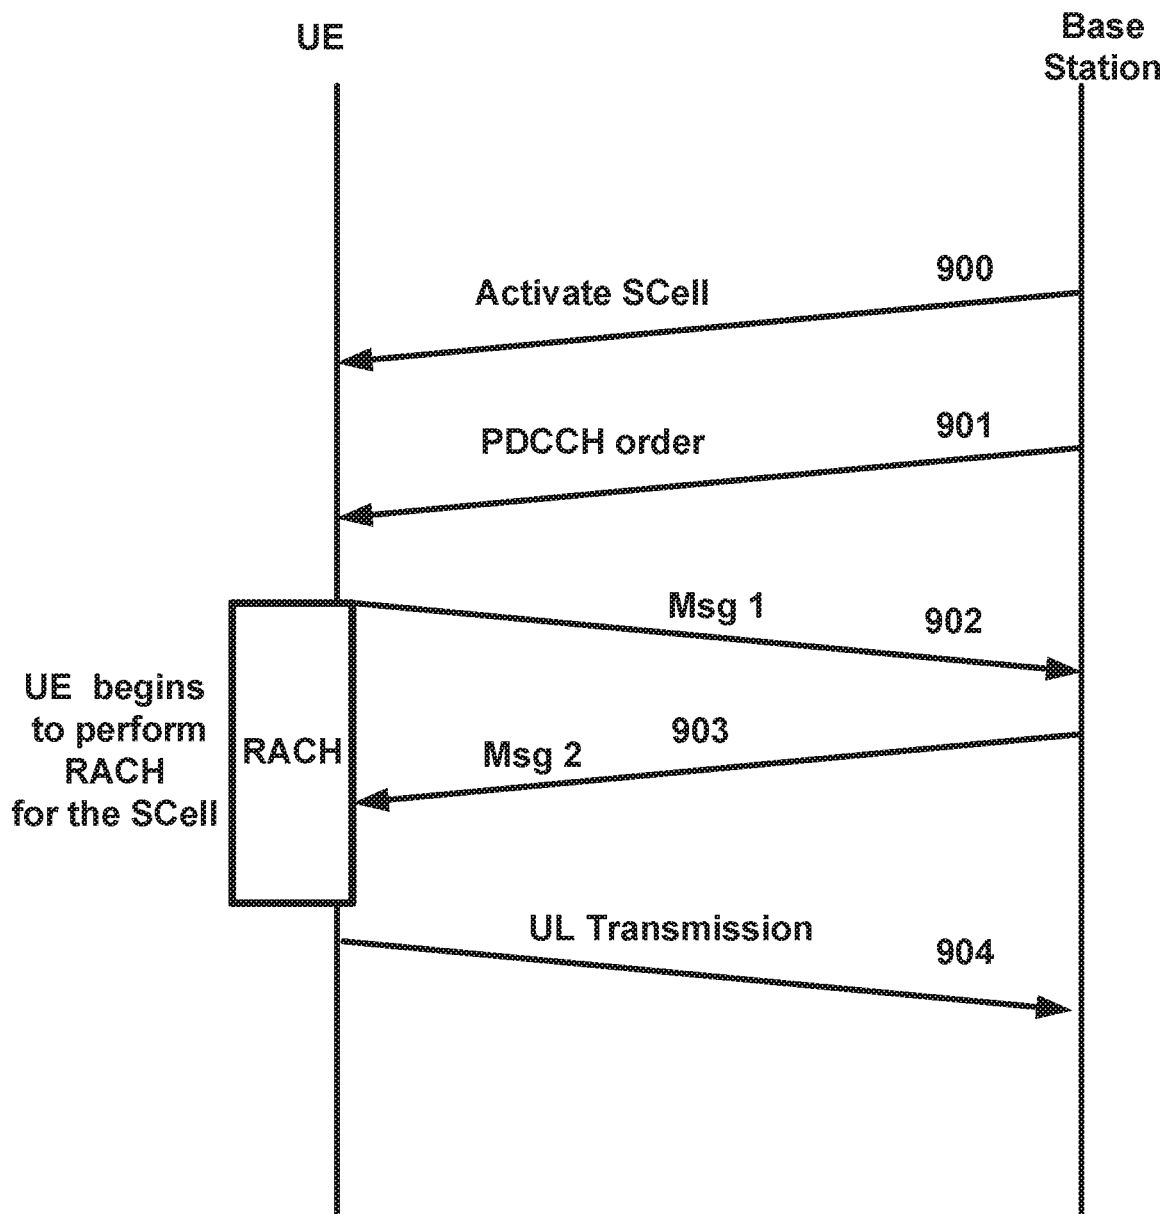 UE
Base
Station
900
Activate SCell
901
PDCCH order
Msg 1
902
UE begins
to perform
RACH
for the SCell
RACH
903
Msg 2
UL Transmission
904